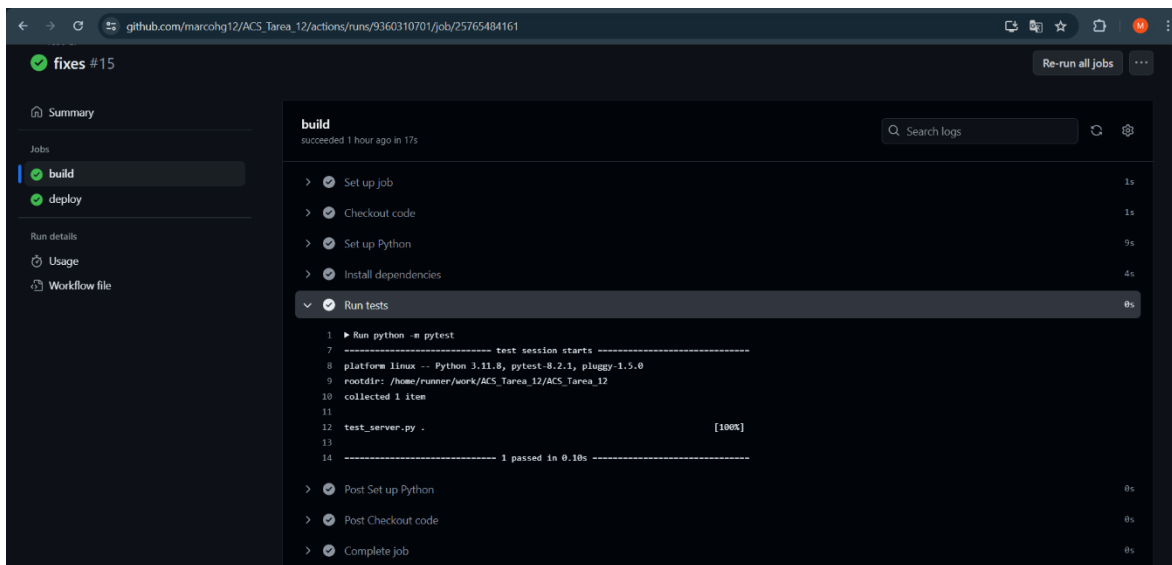 github.com/marcohg12/ACS_Tarea_12/actions/runs/9360310701/job/25765484161
M
fixes #15
Re-run all jobs
Summary
Jobs
build
deploy
Run details
Usage
Workflow file
build
succeeded 1 hour ago in 17s
Search logs
Set up job 1s
Checkout code 1s
Set up Python 9s
Install dependencies 4s
Run tests 0s
1 Run python -m pytest
7 ============================= test session starts ==============================
8 platform linux -- Python 3.11.8, pytest-8.2.1, pluggy-1.5.0
9 rootdir: /home/runner/work/ACS_Tarea_12/ACS_Tarea_12
10 collected 1 item
11
12 test_server.py . [100%]
13
14 ============================== 1 passed in 0.10s ===============================
Post Set up Python 0s
Post Checkout code 0s
Complete job 0s